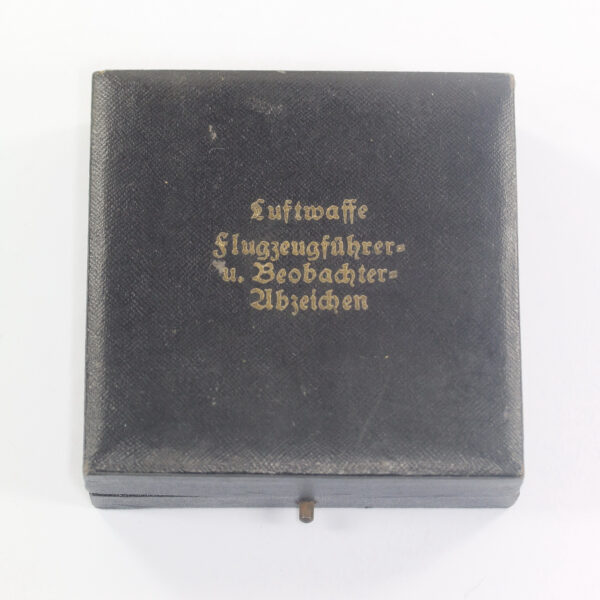 Luftwaffe
Flugzeugführer-
u. Beobachter-
Abzeichen